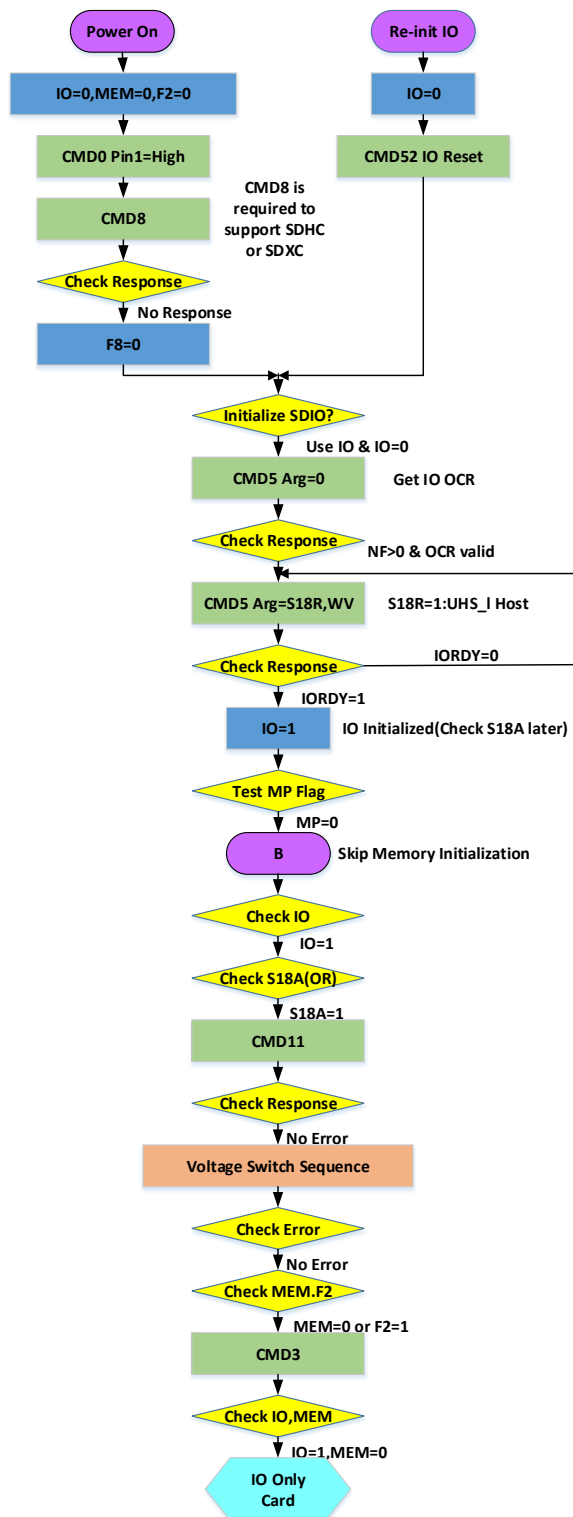 Power On
Re-init IO
IO=0,MEM=0,F2=0
IO=0
CMD0 Pin1=High
CMD52 IO Reset
CMD8
CMD8 is
required to
support SDHC
or SDXC
Check Response
No Response
F8=0
Initialize SDIO?
Use IO & IO=0
CMD5 Arg=0
Get IO OCR
Check Response
NF>0 & OCR valid
CMD5 Arg=S18R,WV
S18R=1:UHS_l Host
Check Response
IORDY=0
IORDY=1
IO=1
IO Initialized(Check S18A later)
Test MP Flag
MP=0
B
Skip Memory Initialization
Check IO
IO=1
Check S18A(OR)
S18A=1
CMD11
Check Response
No Error
Voltage Switch Sequence
Check Error
No Error
Check MEM.F2
MEM=0 or F2=1
CMD3
Check IO,MEM
IO=1,MEM=0
IO Only
Card